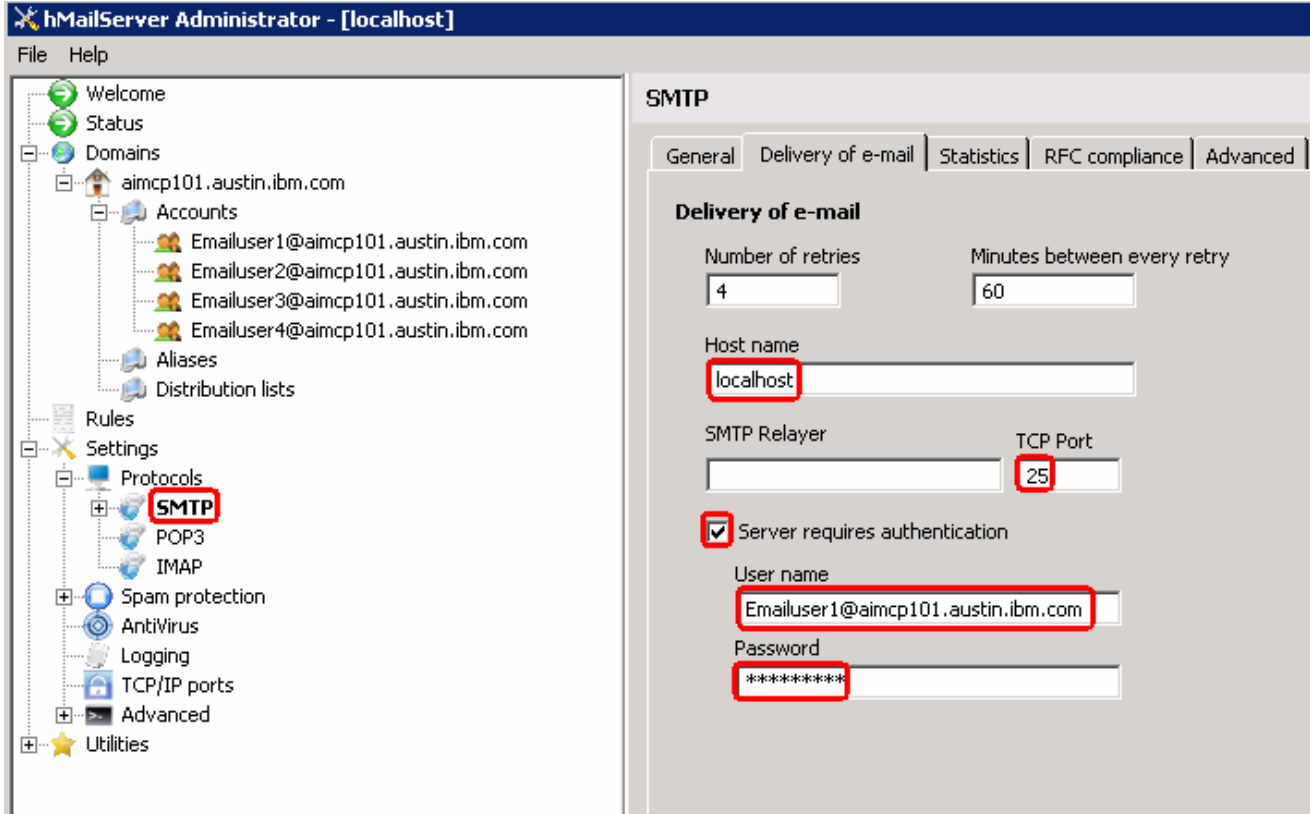 hMailServer Administrator - [localhost]
File Help
Welcome
Status
Domains
aimcp101.austin.ibm.com
Accounts
Emailuser1@aimcp101.austin.ibm.com
Emailuser2@aimcp101.austin.ibm.com
Emailuser3@aimcp101.austin.ibm.com
Emailuser4@aimcp101.austin.ibm.com
Aliases
Distribution lists
Rules
Settings
Protocols
SMTP
POP3
IMAP
Spam protection
AntiVirus
Logging
TCP/IP ports
Advanced
Utilities
SMTP
General Delivery of e-mail Statistics RFC compliance Advanced
Delivery of e-mail
Number of retries Minutes between every retry
4 60
Host name
localhost
SMTP Relayer TCP Port
25
Server requires authentication
User name
Emailuser1@aimcp101.austin.ibm.com
Password
*********